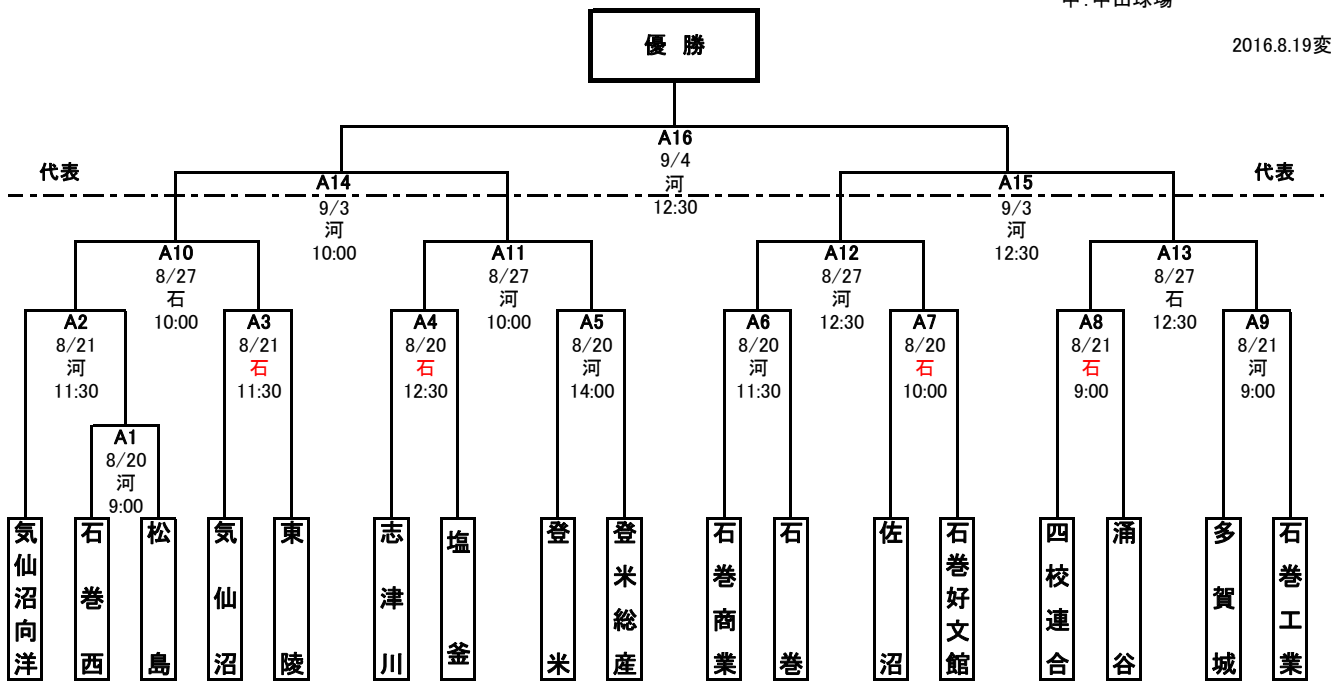 中:中田球場
2016.8.19変
優 勝
A16
9/4
河
12:30
代表
代表
A14
9/3
河
10:00
A15
9/3
河
12:30
A10
8/27
石
10:00
A11
8/27
河
10:00
A12
8/27
河
12:30
A13
8/27
石
12:30
A2
8/21
河
11:30
A3
8/21
石
11:30
A4
8/20
石
12:30
A5
8/20
河
14:00
A6
8/20
河
11:30
A7
8/20
石
10:00
A8
8/21
石
9:00
A9
8/21
河
9:00
A1
8/20
河
9:00
気仙沼向洋
石巻西
松島
気仙沼
東陵
志津川
塩釜
登米
登米総産
石巻商業
石巻
佐沼
石巻好文館
四校連合
涌谷
多賀城
石巻工業